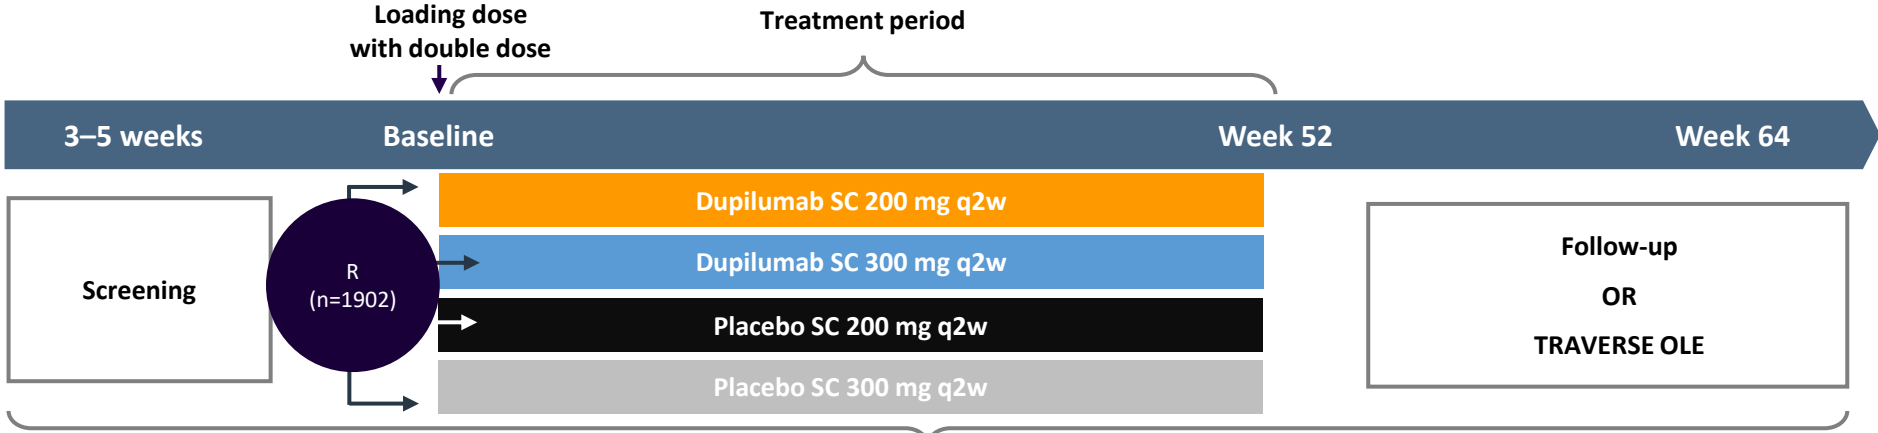 Loading dose
with double dose
Treatment period
3–5 weeks
Baseline
Week 52
Week 64
Screening
R
(n=1902)
Dupilumab SC 200 mg q2w
Dupilumab SC 300 mg q2w
Placebo SC 200 mg q2w
Placebo SC 300 mg q2w
Follow-up
OR
TRAVERSE OLE